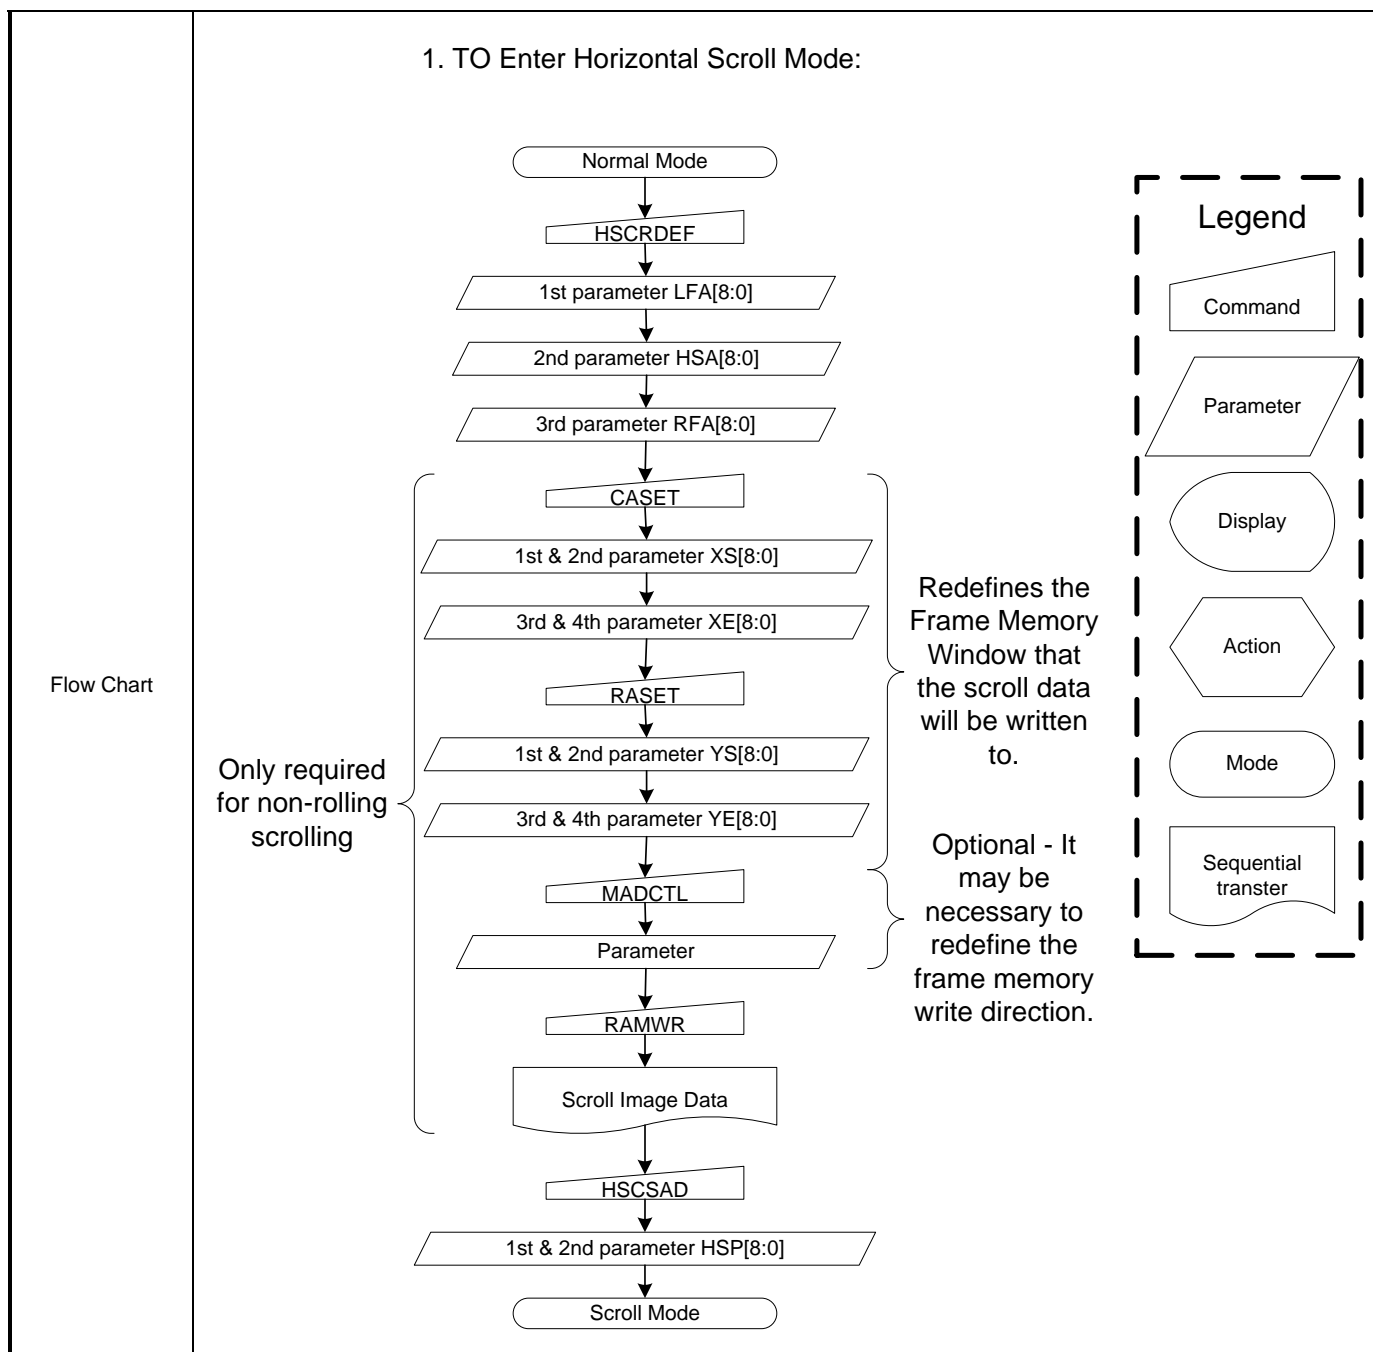 Flow Chart
1. TO Enter Horizontal Scroll Mode:
Normal Mode
HSCRDEF
1st parameter LFA[8:0]
2nd parameter HSA[8:0]
3rd parameter RFA[8:0]
CASET
1st & 2nd parameter XS[8:0]
3rd & 4th parameter XE[8:0]
RASET
1st & 2nd parameter YS[8:0]
3rd & 4th parameter YE[8:0]
MADCTL
Parameter
RAMWR
Scroll Image Data
HSCSAD
1st & 2nd parameter HSP[8:0]
Scroll Mode
Only required
for non-rolling
scrolling
Redefines the
Frame Memory
Window that
the scroll data
will be written
to.
Optional - It
may be
necessary to
redefine the
frame memory
write direction.
Legend
Command
Parameter
Display
Action
Mode
Sequential
transter